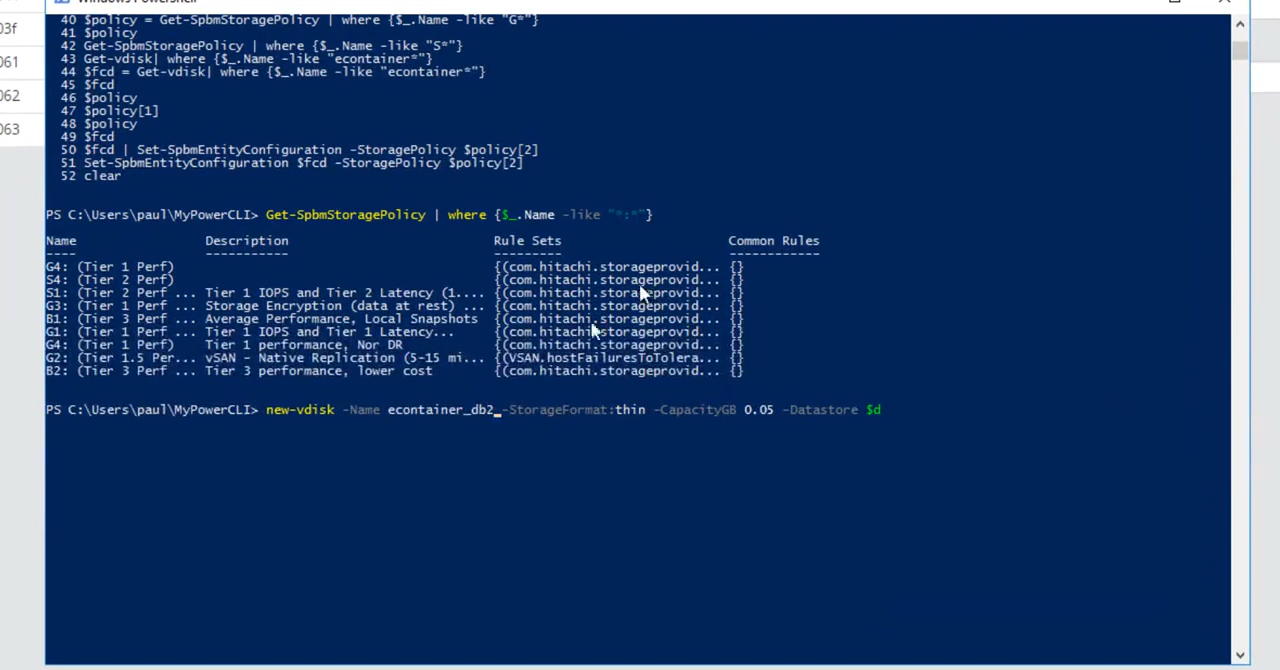 03f
061
062
063
Windows PowerShell
40 $policy = Get-SpbmStoragePolicy | where {$_.Name -like "G*"}
41 $policy
42 Get-SpbmStoragePolicy | where {$_.Name -like "S*"}
43 Get-vdisk| where {$_.Name -like "econtainer*"}
44 $fcd = Get-vdisk| where {$_.Name -like "econtainer*"}
45 $fcd
46 $policy
47 $policy[1]
48 $policy
49 $fcd
50 $fcd | Set-SpbmEntityConfiguration -StoragePolicy $policy[2]
51 Set-SpbmEntityConfiguration $fcd -StoragePolicy $policy[2]
52 clear
PS C:\Users\paul\MyPowerCLI> Get-SpbmStoragePolicy | where {$_.Name -like "*:*"}
Name Description Rule Sets Common Rules
---- ----------- --------- ------------
G4: (Tier 1 Perf) {(com.hitachi.storageprovid... {}
S4: (Tier 2 Perf) {(com.hitachi.storageprovid... {}
S1: (Tier 2 Perf ... Tier 1 IOPS and Tier 2 Latency (1.... {(com.hitachi.storageprovid... {}
G3: (Tier 1 Perf ... Storage Encryption (data at rest) ... {(com.hitachi.storageprovid... {}
B1: (Tier 3 Perf ... Average Performance, Local Snapshots {(com.hitachi.storageprovid... {}
G1: (Tier 1 Perf ... Tier 1 IOPS and Tier 1 Latency... {(com.hitachi.storageprovid... {}
G4: (Tier 1 Perf) Tier 1 performance, Nor DR {(com.hitachi.storageprovid... {}
G2: (Tier 1.5 Per... vSAN - Native Replication (5-15 mi... {(VSAN.hostFailuresToTolera... {}
B2: (Tier 3 Perf ... Tier 3 performance, lower cost {(com.hitachi.storageprovid... {}
PS C:\Users\paul\MyPowerCLI> new-vdisk -Name econtainer_db2 -StorageFormat:thin -CapacityGB 0.05 -Datastore $d